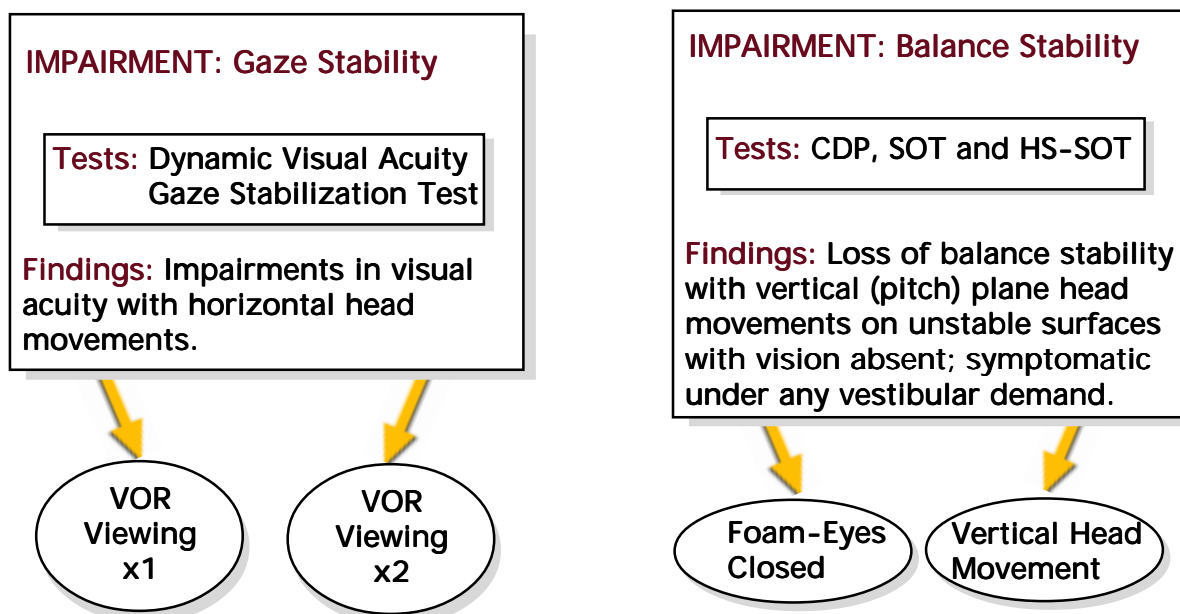 IMPAIRMENT: Gaze Stability
Tests: Dynamic Visual Acuity
Gaze Stabilization Test
Findings: Impairments in visual
acuity with horizontal head
movements.
VOR
Viewing
x1
VOR
Viewing
x2
IMPAIRMENT: Balance Stability
Tests: CDP, SOT and HS-SOT
Findings: Loss of balance stability
with vertical (pitch) plane head
movements on unstable surfaces
with vision absent; symptomatic
under any vestibular demand.
Foam-Eyes
Closed
Vertical Head
Movement